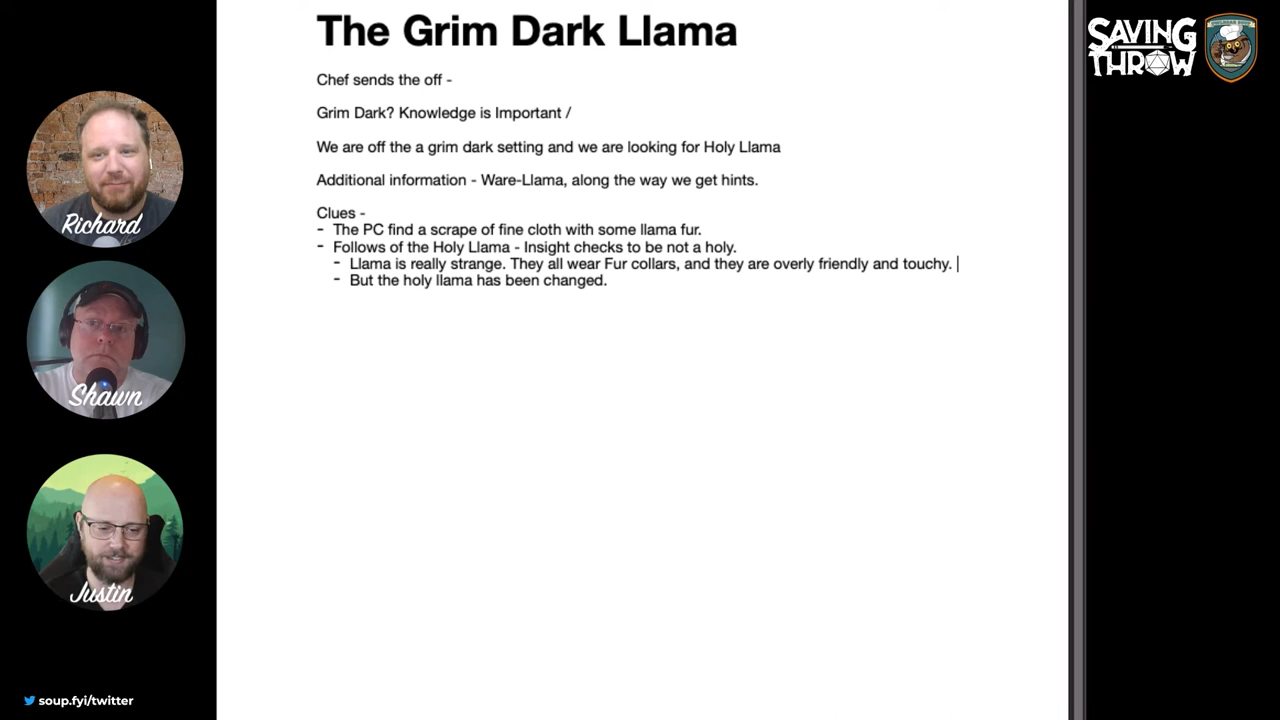 The Grim Dark Llama
Chef sends the off -
Grim Dark? Knowledge is Important /
We are off the a grim dark setting and we are looking for Holy Llama
Additional information - Ware-Llama, along the way we get hints.
Clues -
- The PC find a scrape of fine cloth with some llama fur.
- Follows of the Holy Llama - Insight checks to be not a holy.
- Llama is really strange. They all wear Fur collars, and they are overly friendly and touchy.
- But the holy llama has been changed.
Richard
Shawn
Justin
soup.fyi/twitter
SAVING
THROW